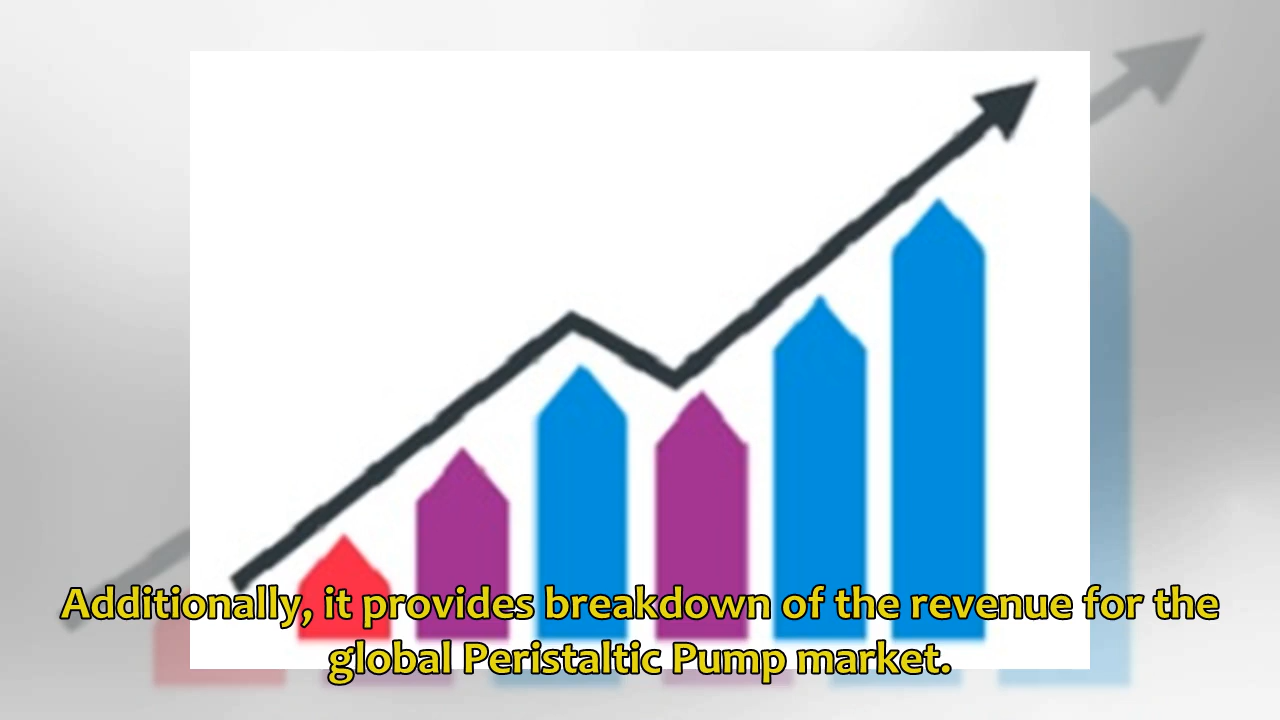 Additionally, it provides breakdown of the revenue for the
global Peristaltic Pump market.